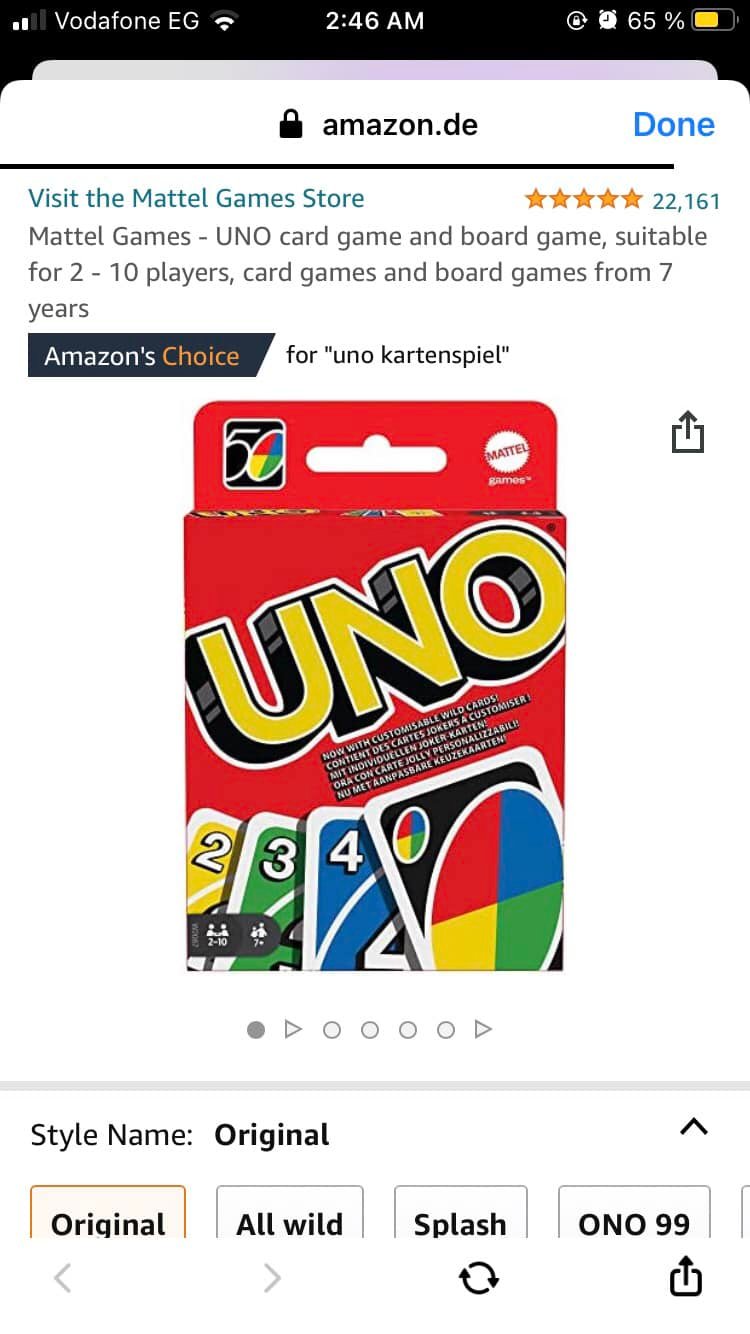 Vodafone EG
2:46 AM
65 %
amazon.de
Done
Visit the Mattel Games Store
22,161
Mattel Games - UNO card game and board game, suitable
for 2 - 10 players, card games and board games from 7
years
Amazon's Choice
for "uno kartenspiel"
50
MATTEL
games™
UNO
®
NOW WITH CUSTOMISABLE WILD CARDS!
CONTIENT DES CARTES JOKERS A CUSTOMISER!
MIT INDIVIDUELLEN JOKER-KARTEN!
ORA CON CARTE JOLLY PERSONALIZZABILI!
NU MET AANPASBARE KEUZEKAARTEN!
2
3
4
2-10
7+
Style Name: Original
Original
All wild
Splash
ONO 99